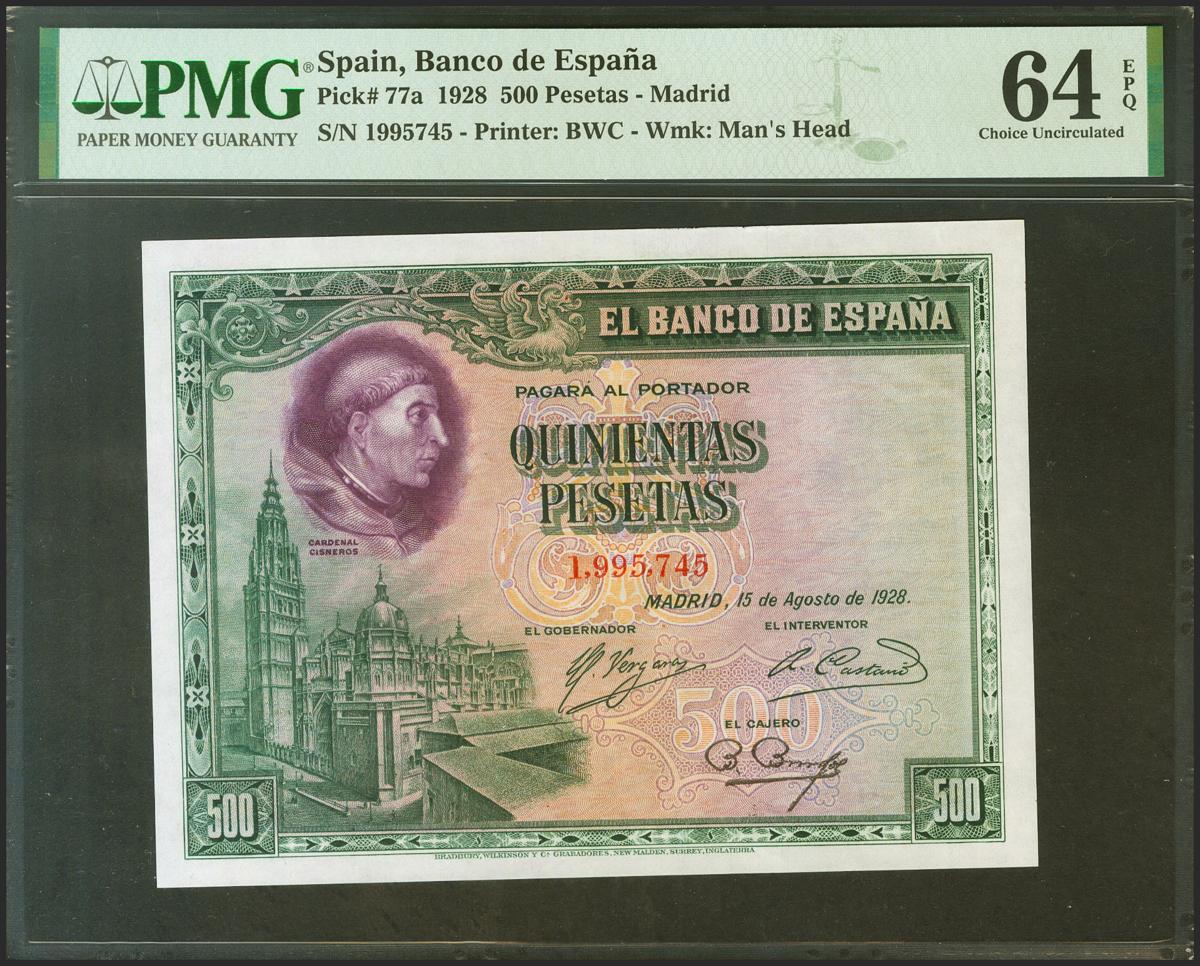 PMG®
PAPER MONEY GUARANTY
Spain, Banco de España
Pick# 77a 1928 500 Pesetas - Madrid
S/N 1995745 - Printer: BWC - Wmk: Man's Head
64
EPQ
Choice Uncirculated
EL BANCO DE ESPAÑA
PAGARÁ AL PORTADOR
QUINIENTAS
PESETAS
CARDENAL
CISNEROS
1,995,745
MADRID, 15 de Agosto de 1928.
EL GOBERNADOR
EL INTERVENTOR
Vergara
A. Castaño
500
EL CAJERO
500
500
BRADBURY, WILKINSON Y Cª GRABADORES, NEW MALDEN, SURREY, INGLATERRA